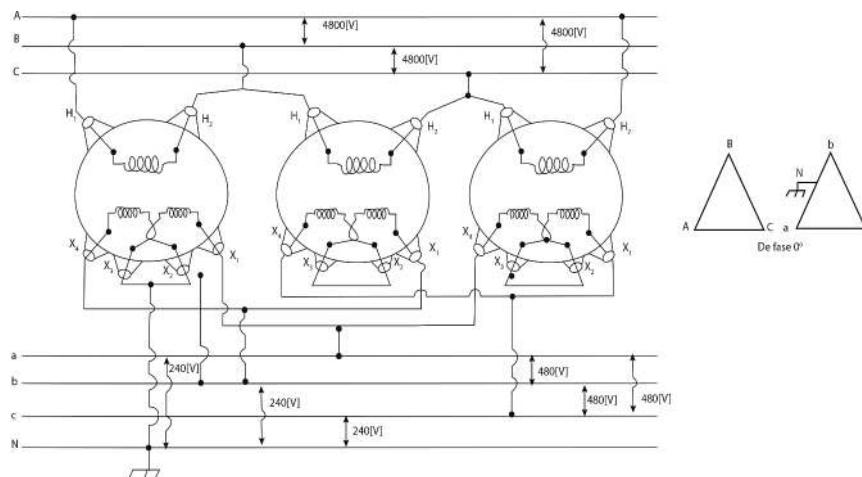 A
4800[V]
4800[V]
B
4800[V]
C
H1
H2
H1
H2
H1
H2
X4
X3
X2
X1
X4
X3
X2
X1
X4
X3
X2
X1
B
A
C
b
N
a
De fase 0º
a
240[V]
480[V]
b
240[V]
480[V]
480[V]
c
240[V]
N